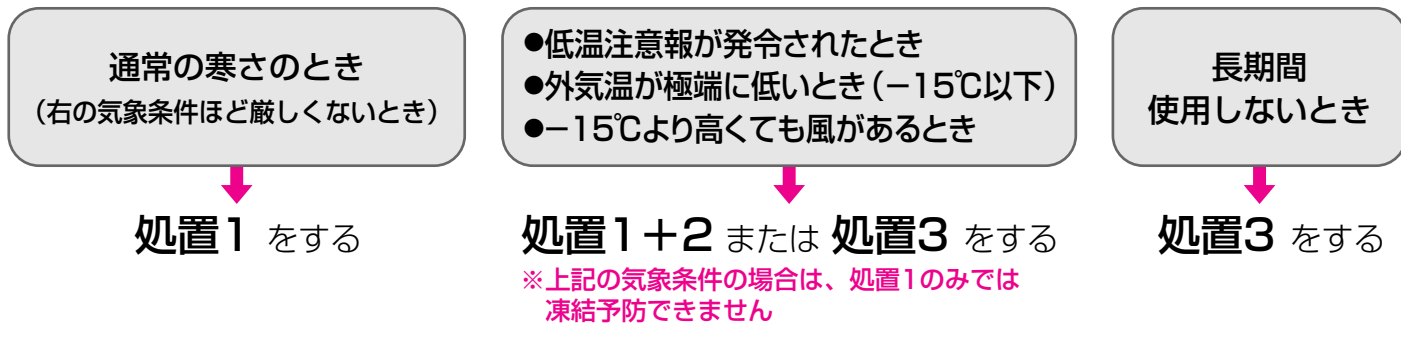 通常の寒さのとき
（右の気象条件ほど厳しくないとき）
処置1 をする
●低温注意報が発令されたとき
●外気温が極端に低いとき（−15℃以下）
●−15℃より高くても風があるとき
処置1＋2 または 処置3 をする
※上記の気象条件の場合は、処置1のみでは
凍結予防できません
長期間
使用しないとき
処置3 をする